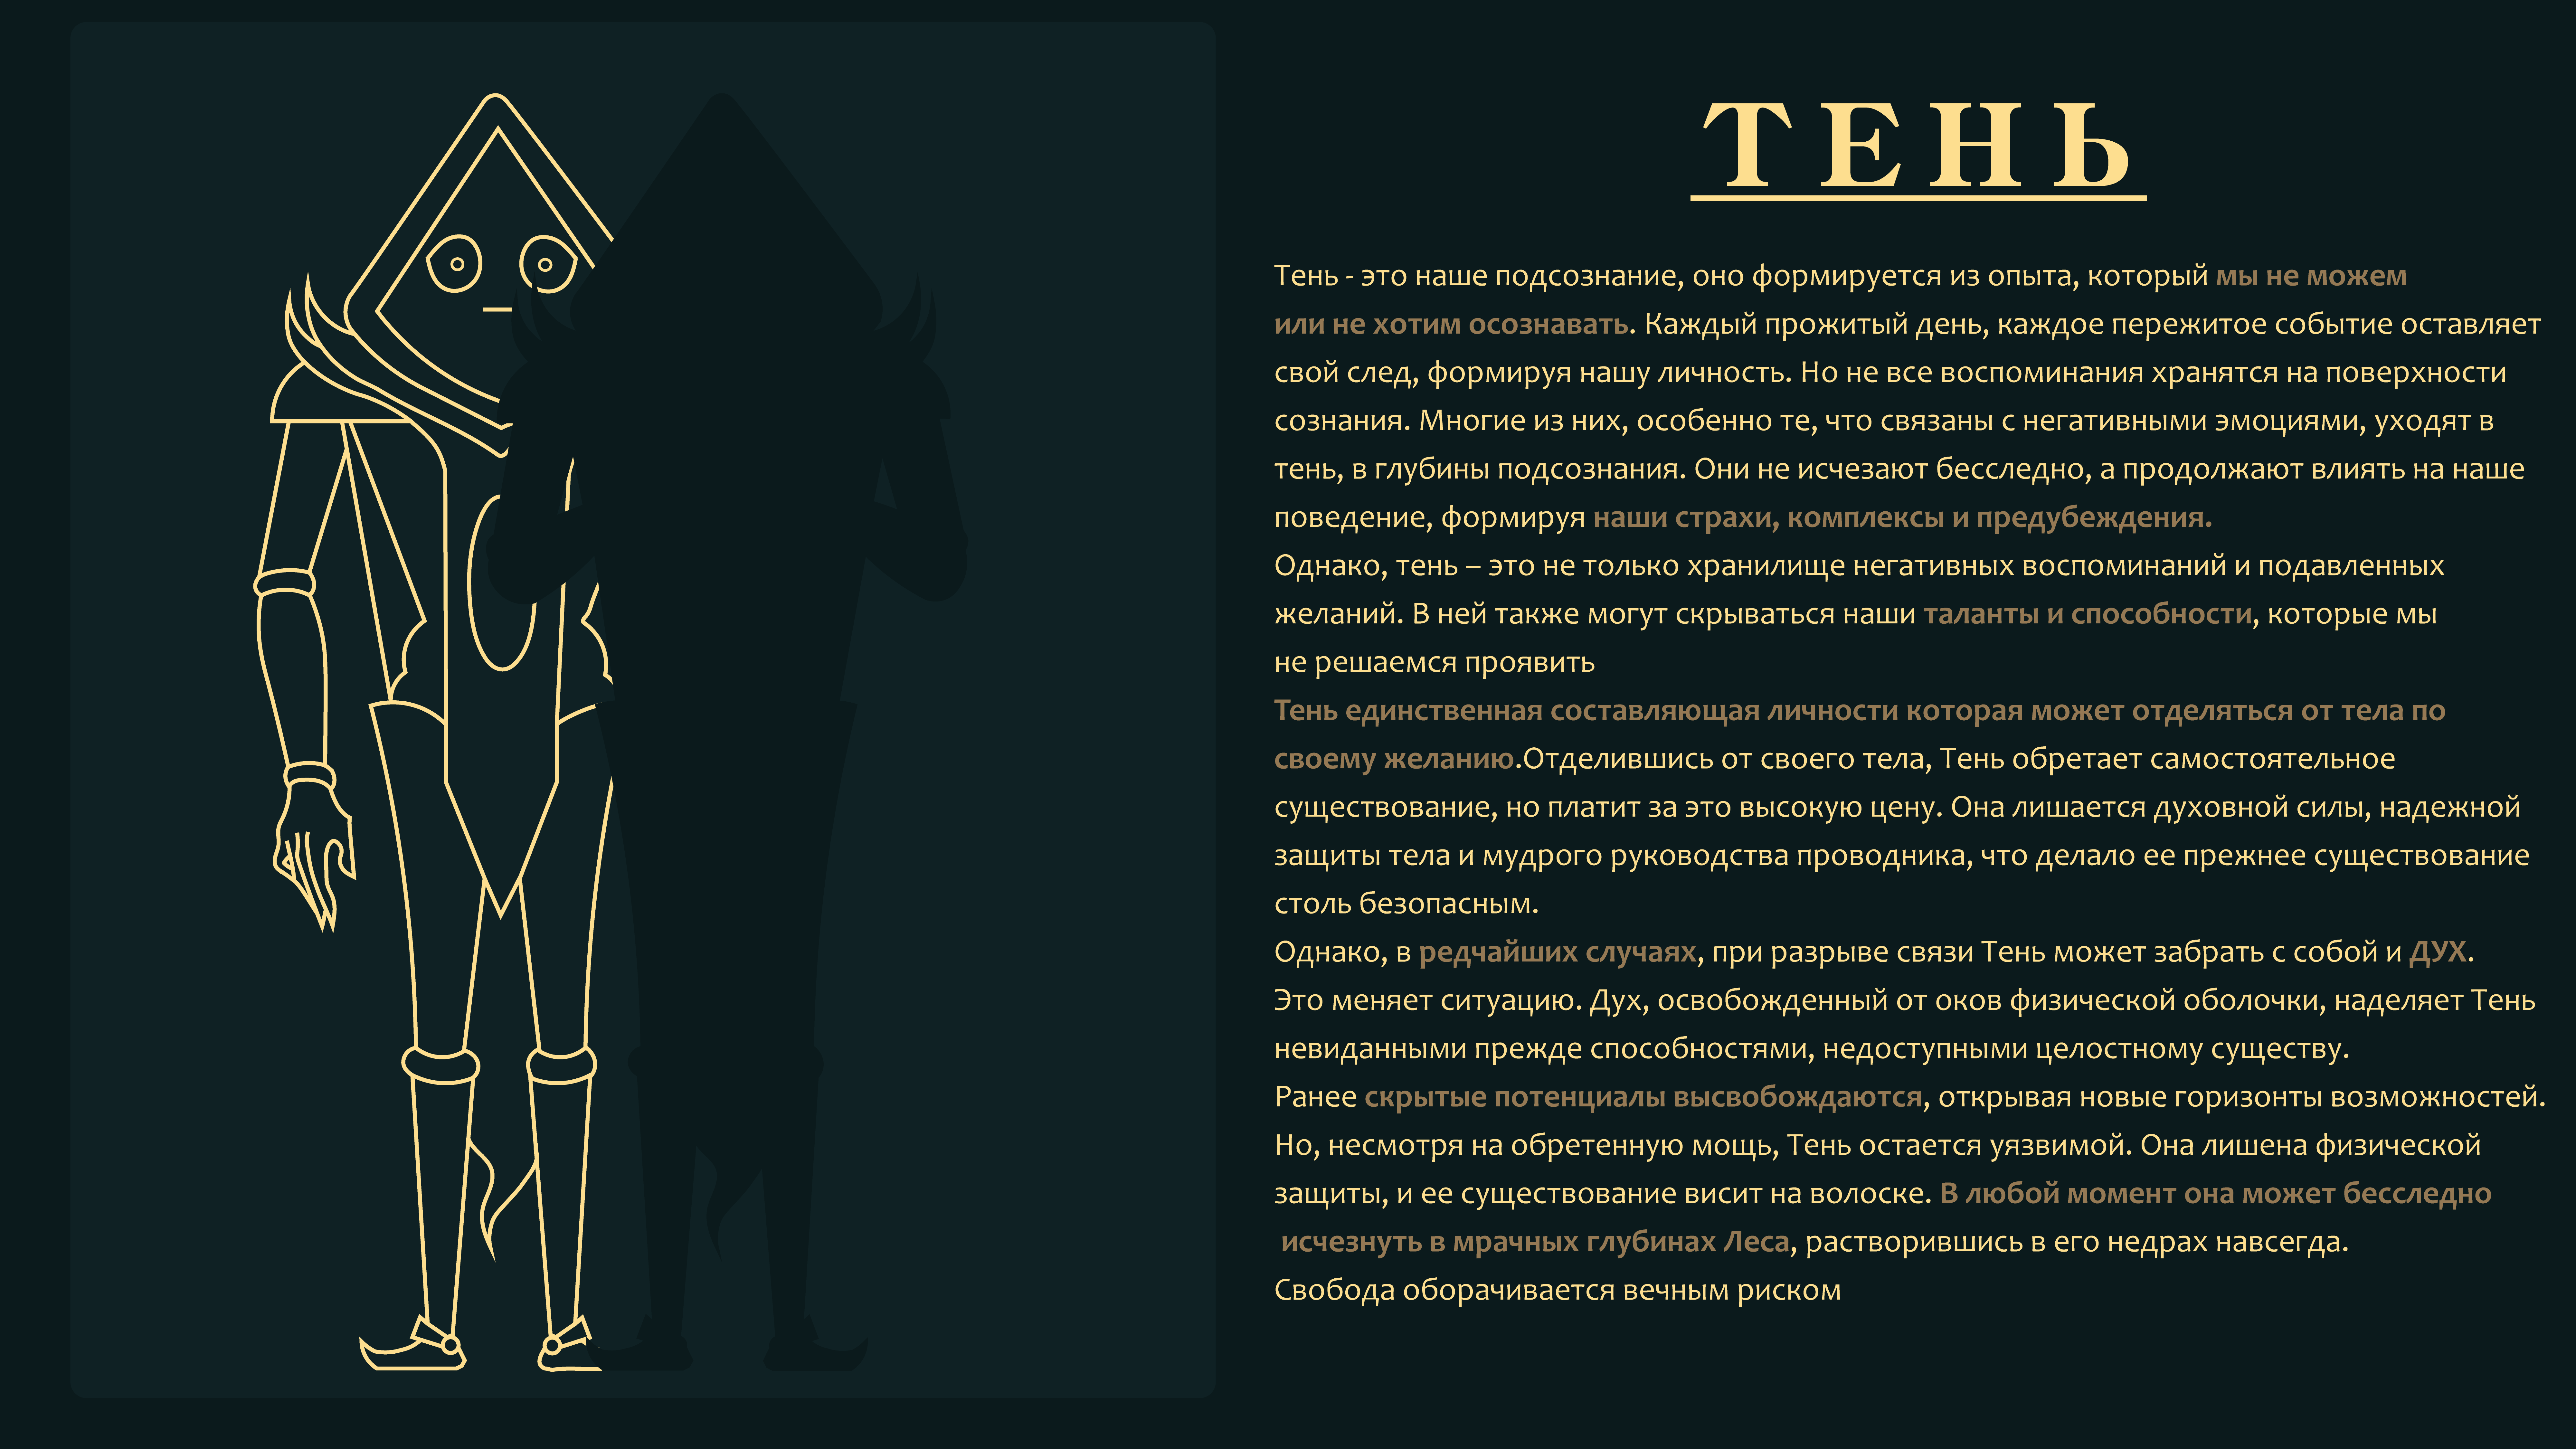 ТЕНЬ
Тень - это наше подсознание, оно формируется из опыта, который мы не можем
или не хотим осознавать. Каждый прожитый день, каждое пережитое событие оставляет
свой след, формируя нашу личность. Но не все воспоминания хранятся на поверхности
сознания. Многие из них, особенно те, что связаны с негативными эмоциями, уходят в
тень, в глубины подсознания. Они не исчезают бесследно, а продолжают влиять на наше
поведение, формируя наши страхи, комплексы и предубеждения.
Однако, тень – это не только хранилище негативных воспоминаний и подавленных
желаний. В ней также могут скрываться наши таланты и способности, которые мы
не решаемся проявить
Тень единственная составляющая личности которая может отделяться от тела по
своему желанию.Отделившись от своего тела, Тень обретает самостоятельное
существование, но платит за это высокую цену. Она лишается духовной силы, надежной
защиты тела и мудрого руководства проводника, что делало ее прежнее существование
столь безопасным.
Однако, в редчайших случаях, при разрыве связи Тень может забрать с собой и ДУХ.
Это меняет ситуацию. Дух, освобожденный от оков физической оболочки, наделяет Тень
невиданными прежде способностями, недоступными целостному существу.
Ранее скрытые потенциалы высвобождаются, открывая новые горизонты возможностей.
Но, несмотря на обретенную мощь, Тень остается уязвимой. Она лишена физической
защиты, и ее существование висит на волоске. В любой момент она может бесследно
исчезнуть в мрачных глубинах Леса, растворившись в его недрах навсегда.
Свобода оборачивается вечным риском